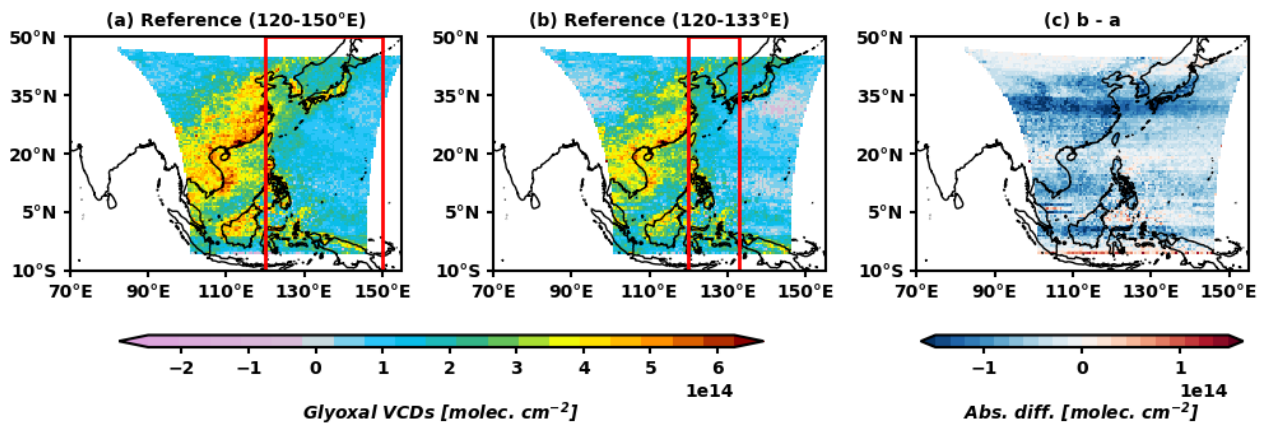 (a) Reference (120-150°E)
(b) Reference (120-133°E)
(c) b - a
50°N
35°N
20°N
5°N
10°S
70°E 90°E 110°E 130°E 150°E
50°N
35°N
20°N
5°N
10°S
70°E 90°E 110°E 130°E 150°E
50°N
35°N
20°N
5°N
10°S
70°E 90°E 110°E 130°E 150°E
−2 −1 0 1 2 3 4 5 6
1e14
Glyoxal VCDs [molec. cm⁻²]
−1 0 1
1e14
Abs. diff. [molec. cm⁻²]